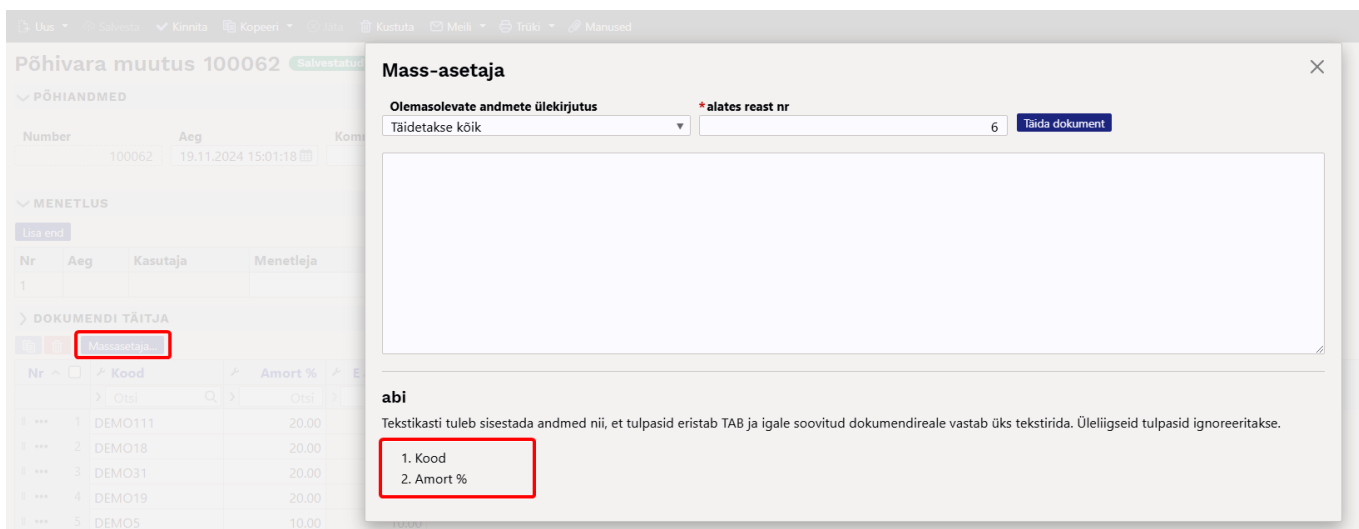 Uus Salvesta Kinnita Kopeeri Jäta Kustuta Meili Trüki Manused
Põhivara muutus 100062 Salvestatud
Mass-asetaja
PÕHIANDMED
Olemasolevate andmete ülekirjutus * alates reast nr
Täidetakse kõik 6 Täida dokument
Number Aeg
100062 19.11.2024 15:01:18
MENETLUS
Lisa end
Nr Aeg Kasutaja Menetleja
1
DOKUMENDI TÄITJA
Massasetaja...
Nr Kood Amort %
Otsi Otsi
1 DEMO111 20.00
2 DEMO18 20.00
3 DEMO31 20.00
4 DEMO19 20.00
5 DEMO5 10.00 10.00
abi
Tekstikasti tuleb sisestada andmed nii, et tulpasid eristab TAB ja igale soovitud dokumendireale vastab üks tekstirida. Üleliigseid tulpasid ignoreeritakse.
1. Kood
2. Amort %